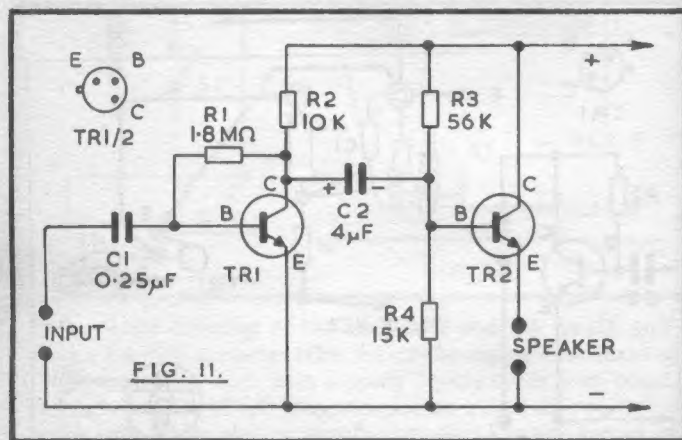 E B
C
TR1/2
R1
1·8MΩ
R2
10K
R3
56K
+
C
+ -
C2
4μF
B
TR1
E
C1
0·25μF
C
B
TR2
E
INPUT
R4
15K
SPEAKER
FIG. 11.
-